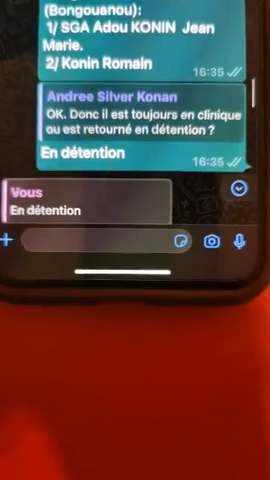 (Bongouanou):
1/ SGA Adou KONIN Jean
Marie.
2/ Konin Romain
16:35
Andree Silver Konan
OK. Donc il est toujours en clinique
ou est retourné en détention ?
En détention
16:35
Vous
En détention